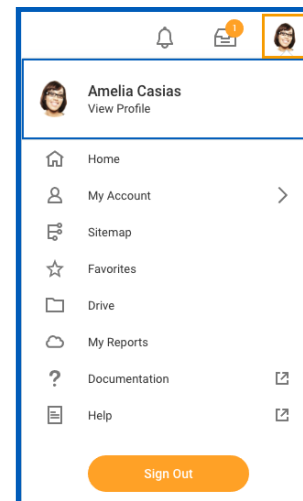 1
Amelia Casias
View Profile
Home
My Account
Sitemap
Favorites
Drive
My Reports
Documentation
Help
Sign Out